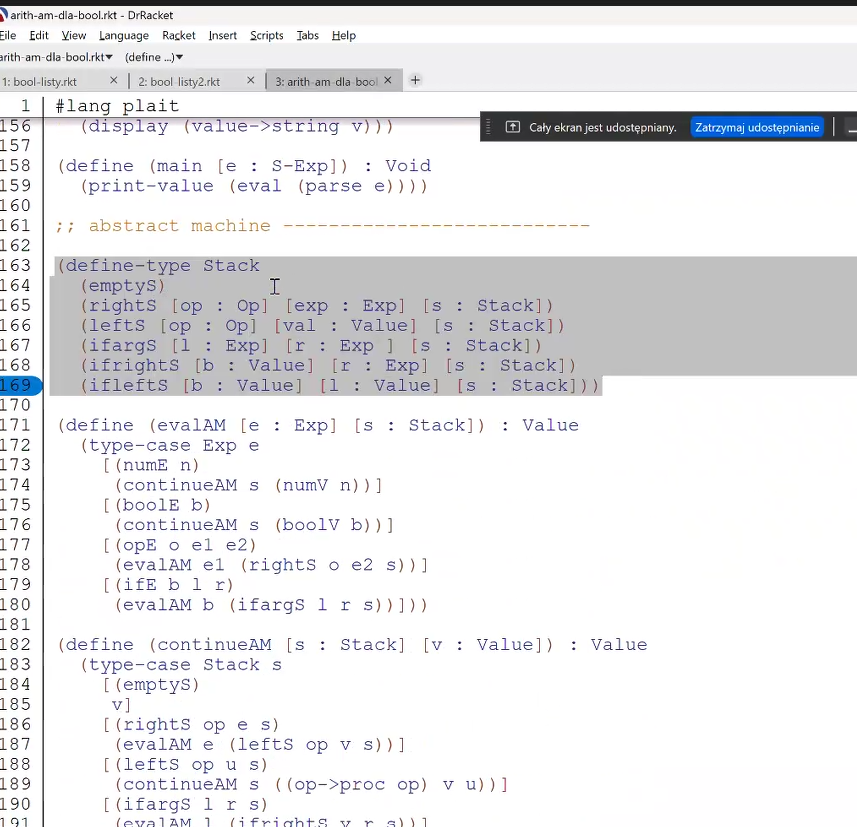 arith-am-dla-bool.rkt - DrRacket
File Edit View Language Racket Insert Scripts Tabs Help
arith-am-dla-bool.rkt▾ (define ...)▾
1: bool-listy.rkt × 2: bool-listy2.rkt × 3: arith-am-dla-bool × +
1 #lang plait
Cały ekran jest udostępniany. Zatrzymaj udostępnianie
156 (display (value->string v)))
157
158 (define (main [e : S-Exp]) : Void
159 (print-value (eval (parse e))))
160
161 ;; abstract machine ---------------------------
162
163 (define-type Stack
164 (emptyS)
165 (rightS [op : Op] [exp : Exp] [s : Stack])
166 (leftS [op : Op] [val : Value] [s : Stack])
167 (ifargS [l : Exp] [r : Exp ] [s : Stack])
168 (ifrightS [b : Value] [r : Exp] [s : Stack])
169 (ifleftS [b : Value] [l : Value] [s : Stack]))
170
171 (define (evalAM [e : Exp] [s : Stack]) : Value
172 (type-case Exp e
173 [(numE n)
174 (continueAM s (numV n))]
175 [(boolE b)
176 (continueAM s (boolV b))]
177 [(opE o e1 e2)
178 (evalAM e1 (rightS o e2 s))]
179 [(ifE b l r)
180 (evalAM b (ifargS l r s))]))
181
182 (define (continueAM [s : Stack] [v : Value]) : Value
183 (type-case Stack s
184 [(emptyS)
185 v]
186 [(rightS op e s)
187 (evalAM e (leftS op v s))]
188 [(leftS op u s)
189 (continueAM s ((op->proc op) v u))]
190 [(ifargS l r s)
191 (evalAM l (ifrightS v r s))]